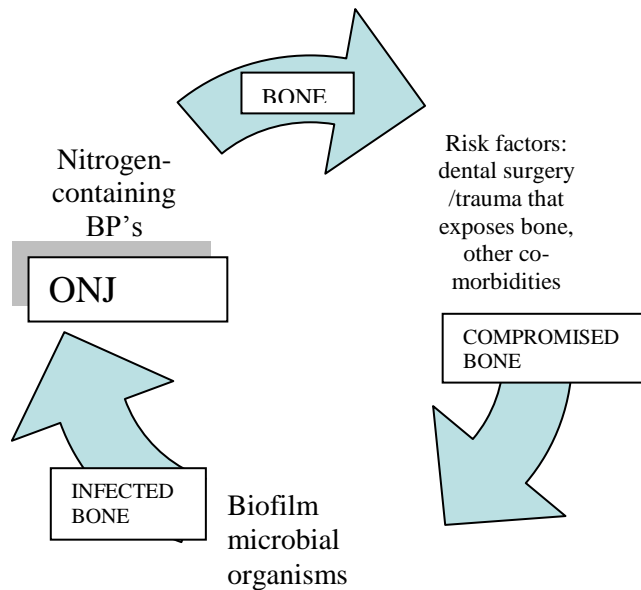 BONE
Risk factors:
dental surgery
/trauma that
exposes bone,
other co-
morbidities
COMPROMISED
BONE
Biofilm
microbial
organisms
INFECTED
BONE
Nitrogen-
containing
BP’s
ONJ